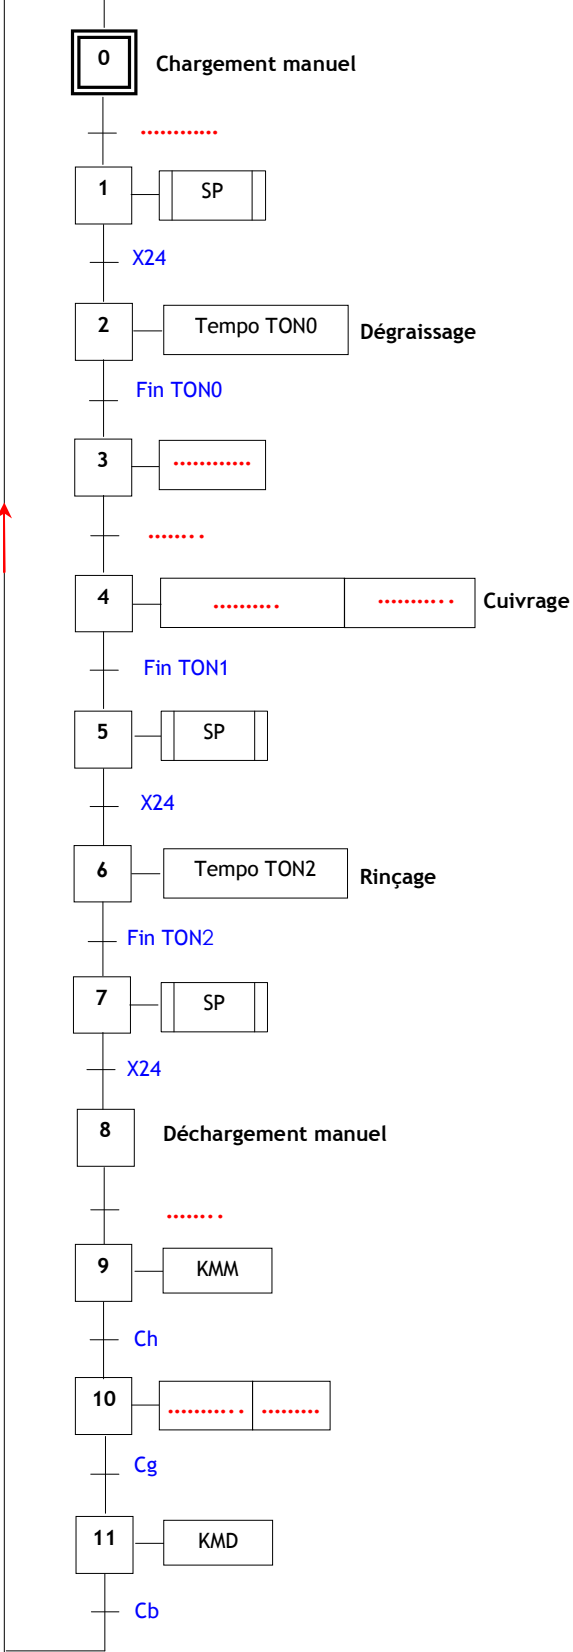 0 Chargement manuel
............
1 SP
X24
2 Tempo TON0 Dégraissage
Fin TON0
3 ............
........
4 .......... ........... Cuivrage
Fin TON1
5 SP
X24
6 Tempo TON2 Rinçage
Fin TON2
7 SP
X24
8 Déchargement manuel
........
9 KMM
Ch
10 ........... .........
Cg
11 KMD
Cb